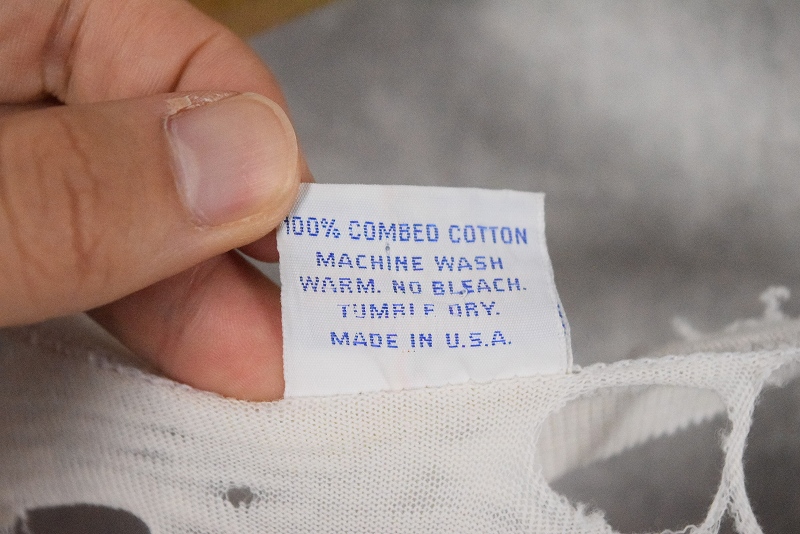 100% COMBED COTTON
MACHINE WASH
WARM. NO BLEACH.
TUMBLE DRY.
MADE IN U.S.A.